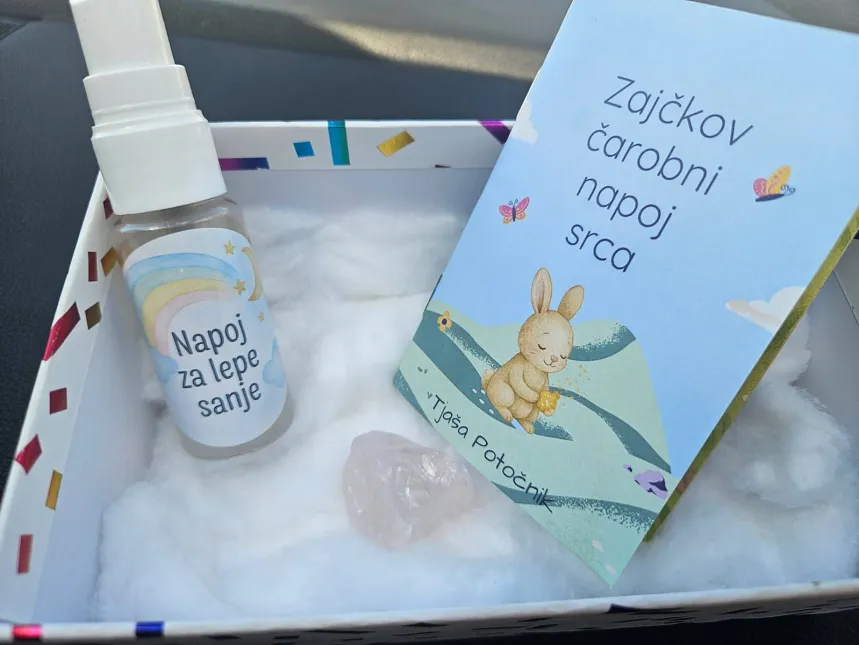 Napoj
za lepe
sanje
Zajčkov
čarobni
napoj
srca
Tjaša Potočnik